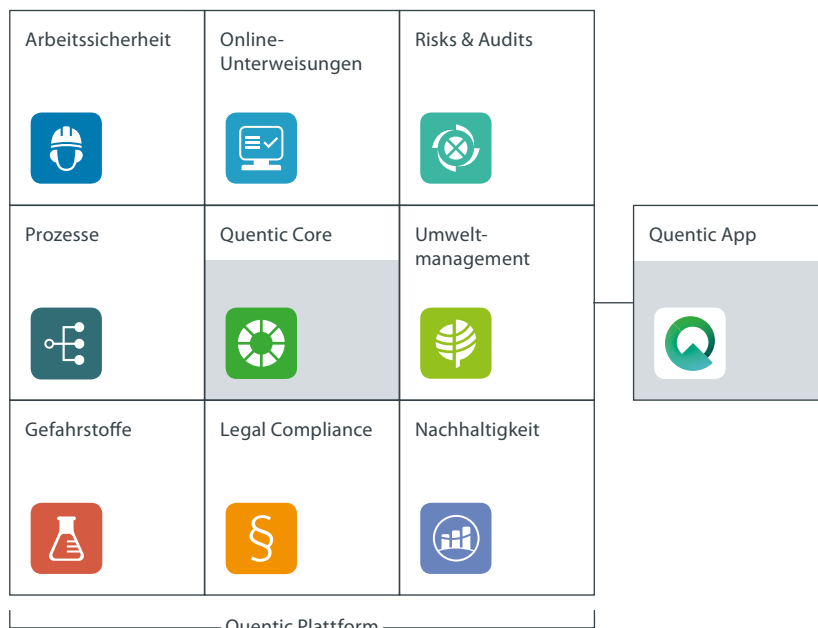 Arbeitssicherheit
Online-
Unterweisungen
Risks & Audits
Prozesse
Quentic Core
Umwelt-
management
Quentic App
Gefahrstoffe
Legal Compliance
Nachhaltigkeit
§
Quentic Plattform